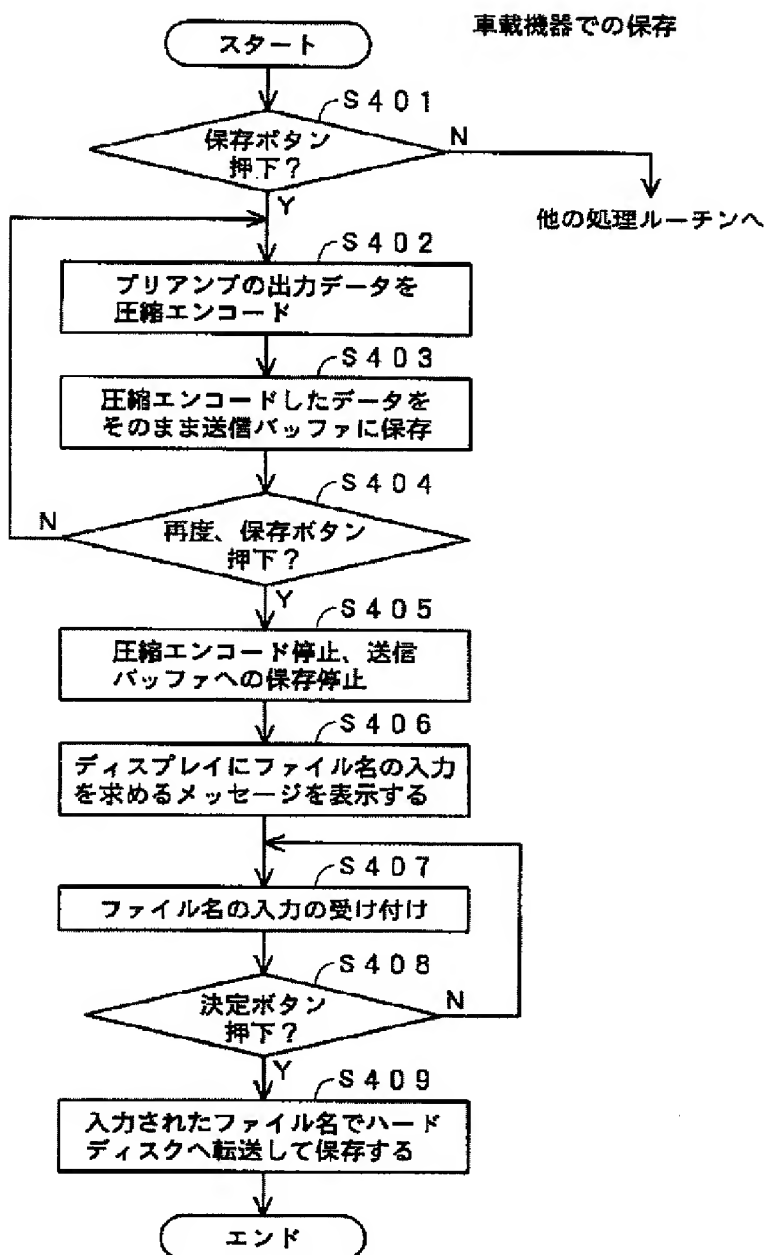 車載機器での保存
スタート
S401
保存ボタン
押下?
N
Y
他の処理ルーチンへ
S402
プリアンプの出力データを
圧縮エンコード
S403
圧縮エンコードしたデータを
そのまま送信バッファに保存
S404
N
再度、保存ボタン
押下?
Y
S405
圧縮エンコード停止、送信
バッファへの保存停止
S406
ディスプレイにファイル名の入力
を求めるメッセージを表示する
S407
ファイル名の入力の受け付け
S408
決定ボタン
押下?
N
Y
S409
入力されたファイル名でハード
ディスクへ転送して保存する
エンド